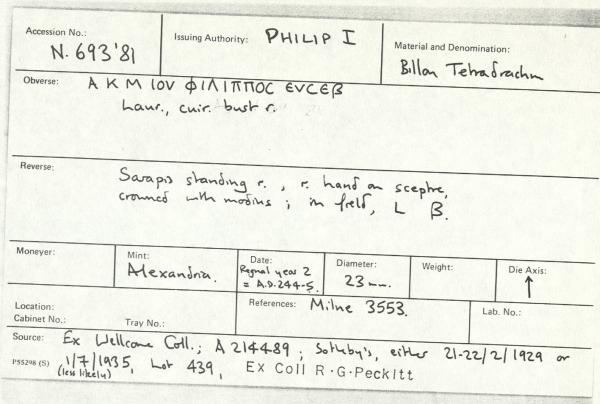 Accession No.:
N. 693'81
Issuing Authority: PHILIP I
Material and Denomination:
Billon Tetradrachm
Obverse: Α Κ Μ ΙΟV ΦΙΛΙΠΠΟC ЄVCЄΒ
Laur., cuir. bust r.
Reverse: Sarapis standing r., r. hand on sceptre,
crowned with modius; in field, L Β.
Moneyer:
Mint:
Alexandria.
Date:
Regnal year 2
= A.D. 244-5.
Diameter:
23 mm.
Weight:
Die Axis:
↑
Location:
Cabinet No.: Tray No.:
References: Milne 3553.
Lab. No.:
Source: Ex Wellcome Coll.; A 214489; Sotheby's, either 21-22/2/1929 or
P55298 (S) 1/7/1935, Lot 439, Ex Coll R.G.Peckitt
(less likely)